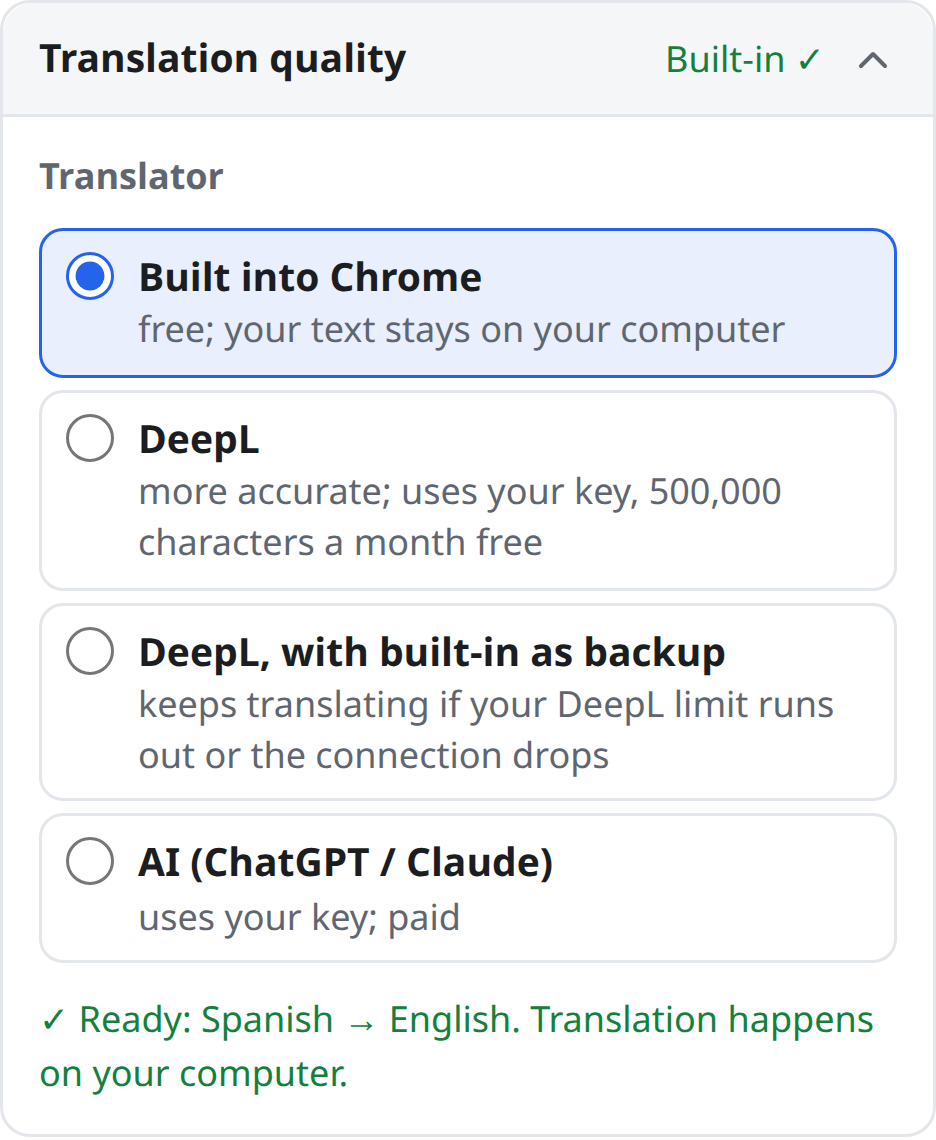 Translation quality
Built-in ✓
Translator
Built into Chrome
free; your text stays on your computer
DeepL
more accurate; uses your key, 500,000
characters a month free
DeepL, with built-in as backup
keeps translating if your DeepL limit runs
out or the connection drops
AI (ChatGPT / Claude)
uses your key; paid
✓ Ready: Spanish → English. Translation happens
on your computer.